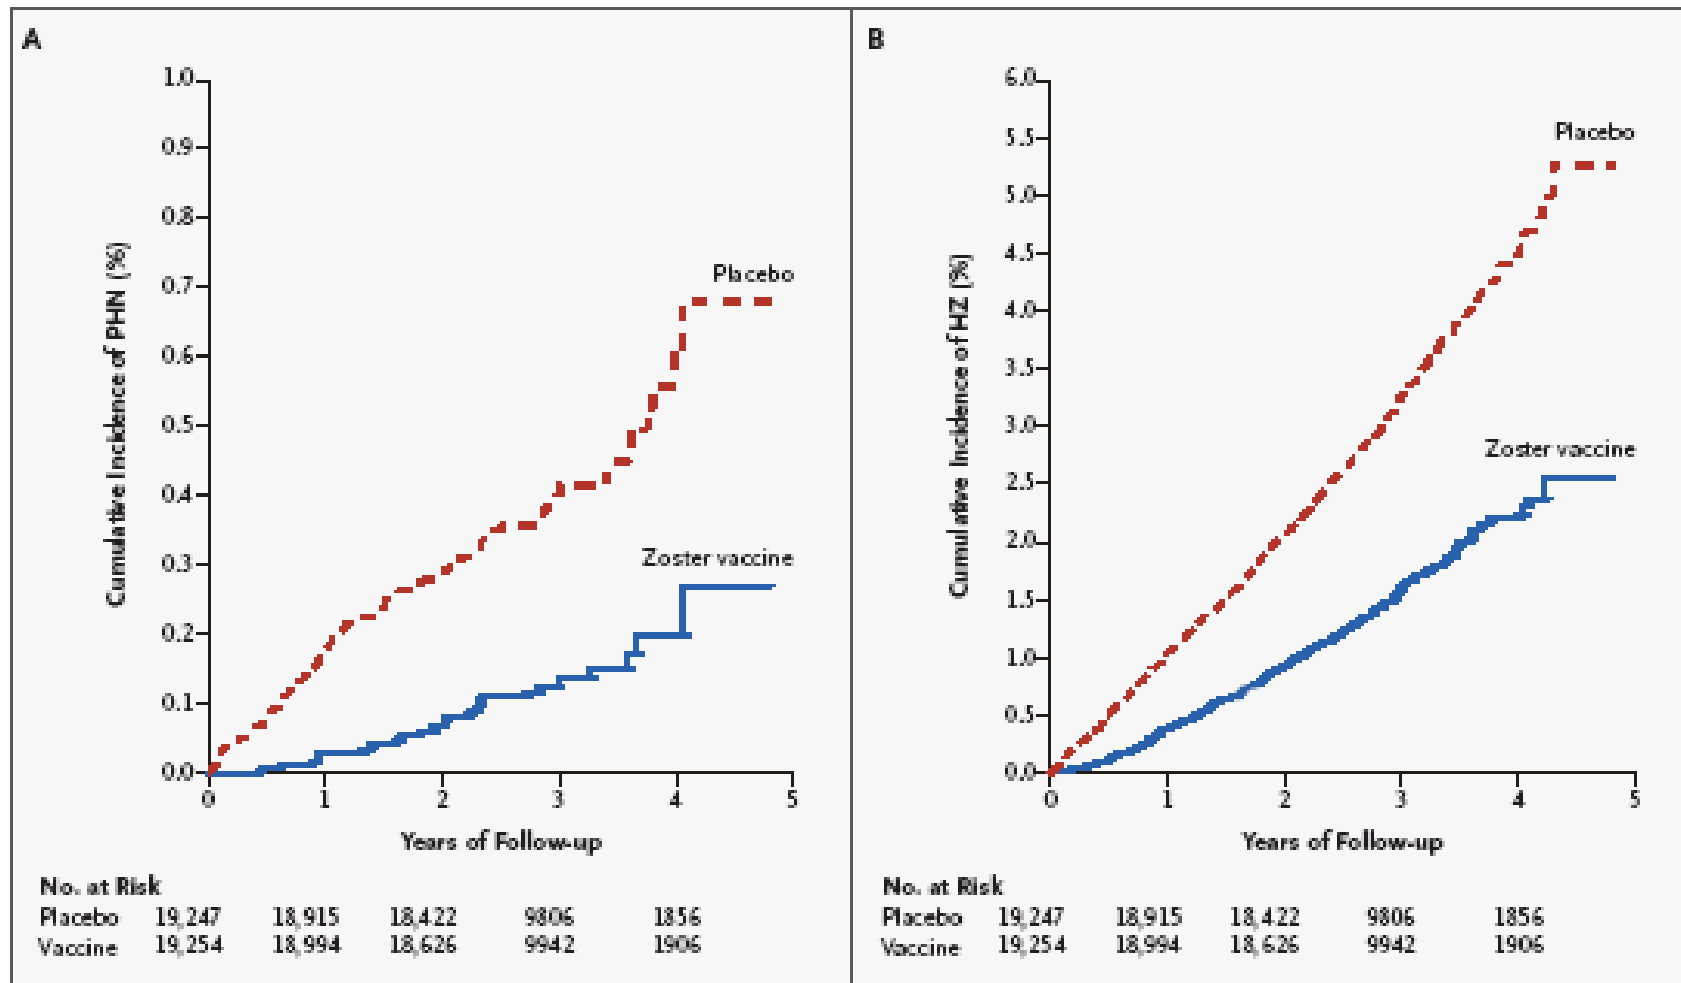 A
1.0
0.9
0.8
0.7
0.6
0.5
0.4
0.3
0.2
0.1
0.0
Cumulative Incidence of PHN (%)
Placebo
Zoster vaccine
0 1 2 3 4 5
Years of Follow-up
No. at Risk
Placebo 19,247 18,915 18,422 9806 1856
Vaccine 19,254 18,994 18,626 9942 1906
B
6.0
5.5
5.0
4.5
4.0
3.5
3.0
2.5
2.0
1.5
1.0
0.5
0.0
Cumulative Incidence of HZ (%)
Placebo
Zoster vaccine
0 1 2 3 4 5
Years of Follow-up
No. at Risk
Placebo 19,247 18,915 18,422 9806 1856
Vaccine 19,254 18,994 18,626 9942 1906